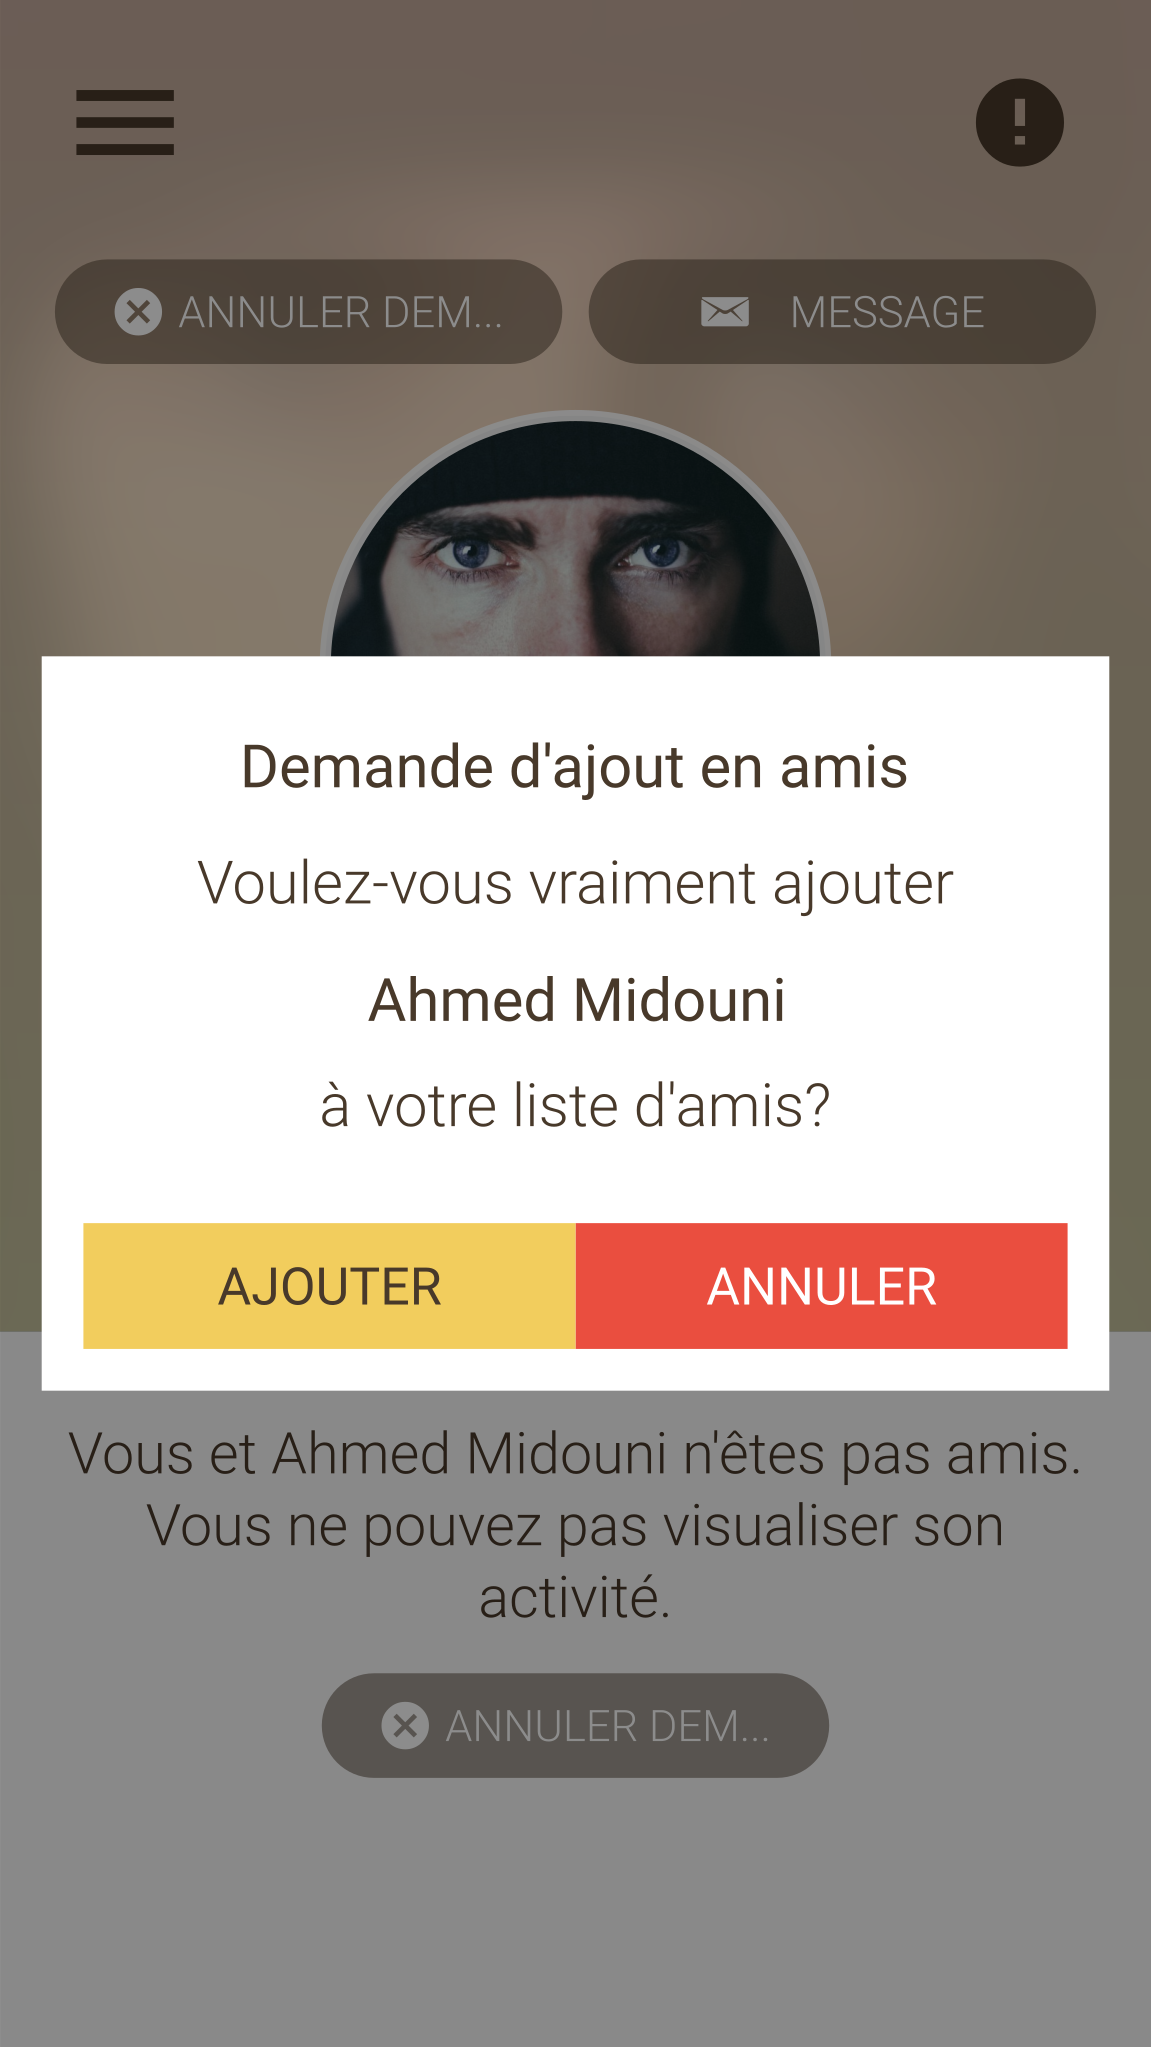 ANNULER DEM...
MESSAGE
Demande d'ajout en amis
Voulez-vous vraiment ajouter
Ahmed Midouni
à votre liste d'amis?
AJOUTER
ANNULER
Vous et Ahmed Midouni n'êtes pas amis.
Vous ne pouvez pas visualiser son
activité.
ANNULER DEM...